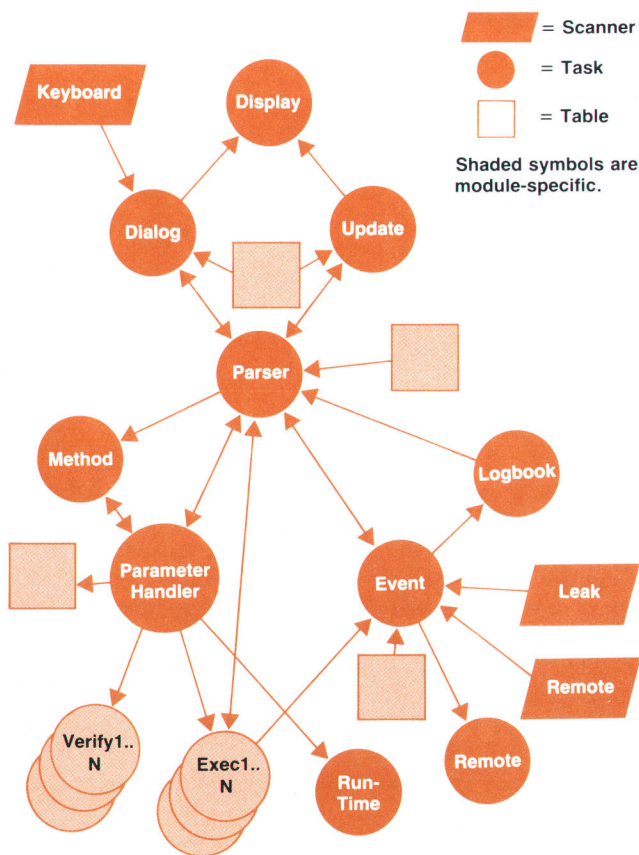 = Scanner
= Task
= Table
Shaded symbols are
module-specific.
Keyboard
Display
Dialog
Update
Parser
Method
Logbook
Parameter
Handler
Event
Leak
Remote
Verify1..
N
Exec1..
N
Run-
Time
Remote